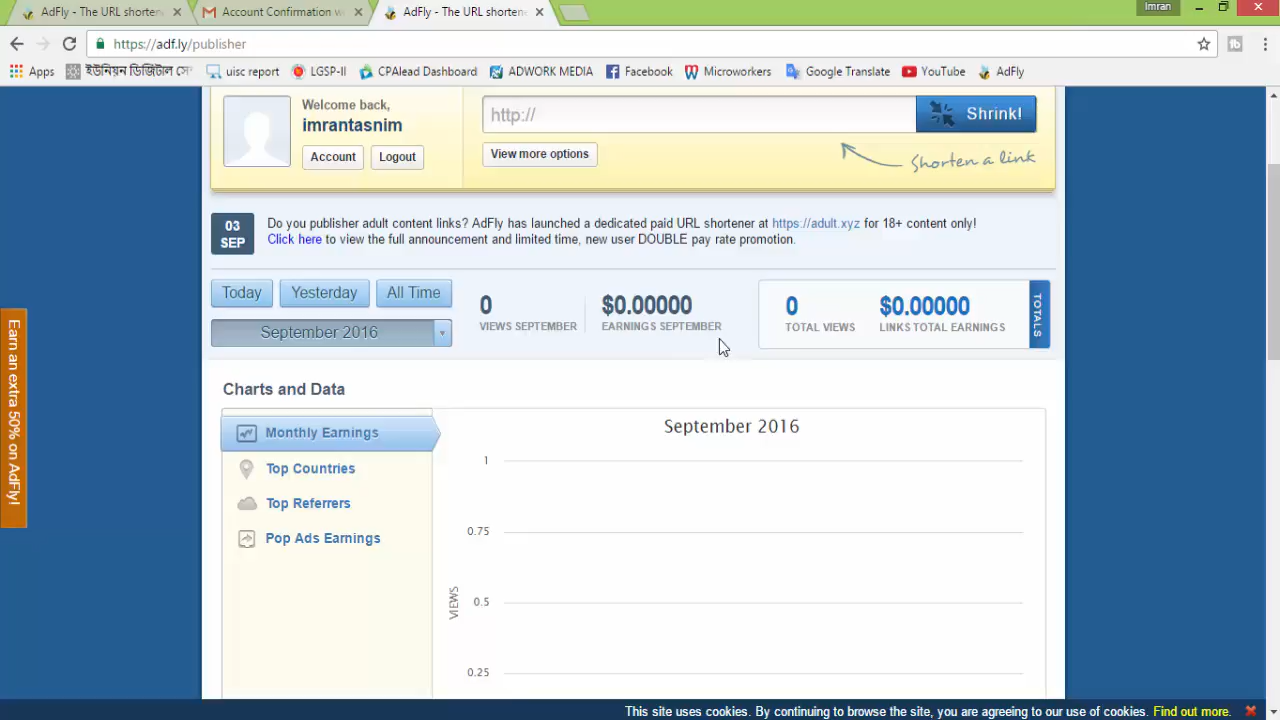 AdFly - The URL shortene
Account Confirmation w
AdFly - The URL shortene
Imran
https://adf.ly/publisher
Apps
ইউনিয়ন ডিজিটাল সে
uisc report
LGSP-II
CPAlead Dashboard
ADWORK MEDIA
Facebook
Microworkers
Google Translate
YouTube
AdFly
Welcome back,
imrantasnim
Account
Logout
http://
Shrink!
View more options
Shorten a link
03
SEP
Do you publisher adult content links? AdFly has launched a dedicated paid URL shortener at https://adult.xyz for 18+ content only!
Click here to view the full announcement and limited time, new user DOUBLE pay rate promotion.
Today
Yesterday
All Time
September 2016
0
VIEWS SEPTEMBER
$0.00000
EARNINGS SEPTEMBER
0
TOTAL VIEWS
$0.00000
LINKS TOTAL EARNINGS
TOTALS
Earn an extra 50% on AdFly!
Charts and Data
Monthly Earnings
Top Countries
Top Referrers
Pop Ads Earnings
September 2016
1
0.75
0.5
0.25
VIEWS
This site uses cookies. By continuing to browse the site, you are agreeing to our use of cookies. Find out more.